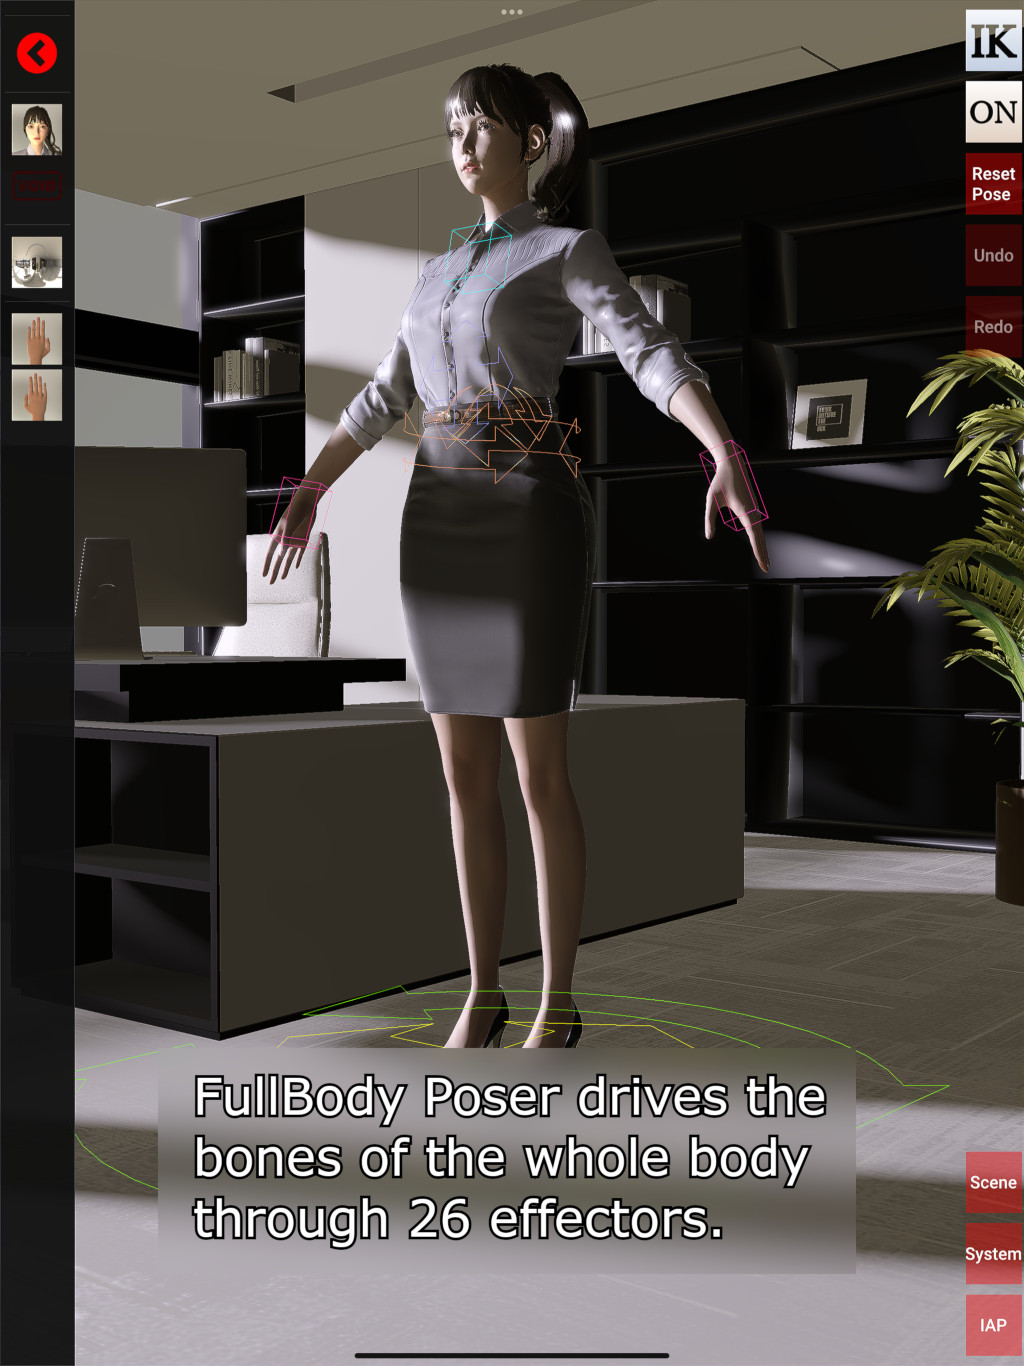 IK
ON
Reset
Pose
Undo
Redo
FullBody Poser drives the
bones of the whole body
through 26 effectors.
Scene
System
IAP